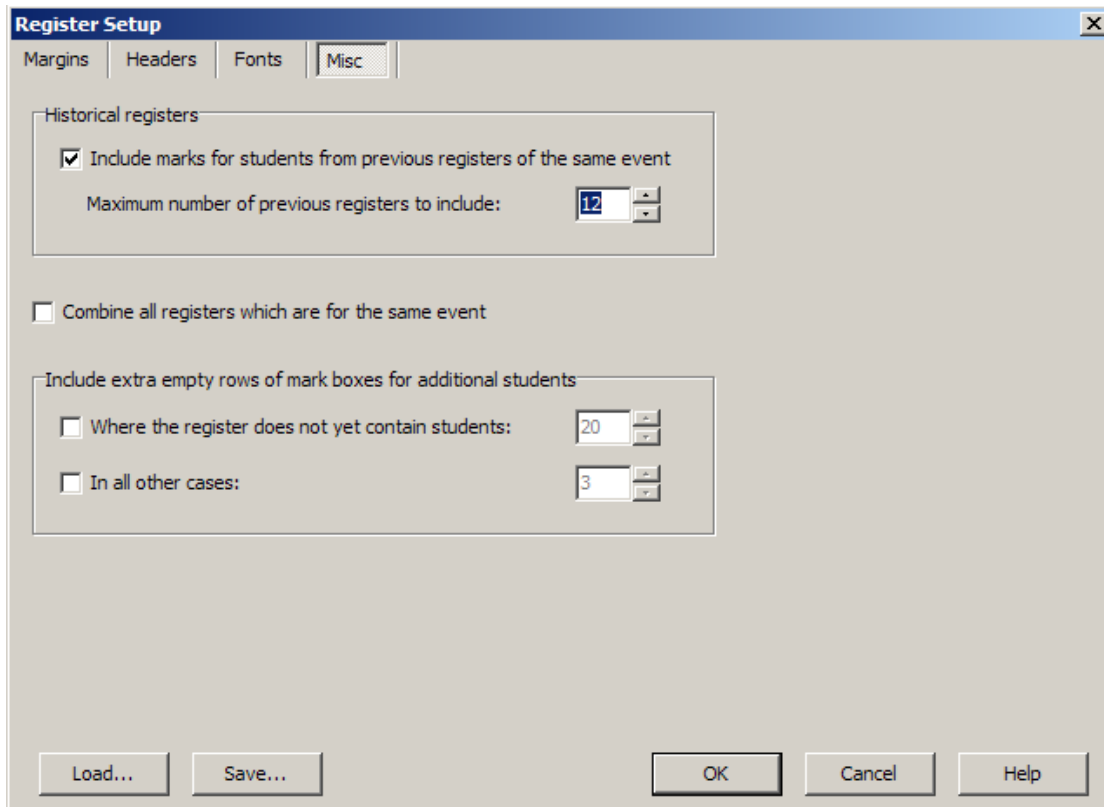 Register Setup
Margins Headers Fonts Misc
Historical registers
Include marks for students from previous registers of the same event
Maximum number of previous registers to include: 12
Combine all registers which are for the same event
Include extra empty rows of mark boxes for additional students
Where the register does not yet contain students: 20
In all other cases: 3
Load... Save... OK Cancel Help